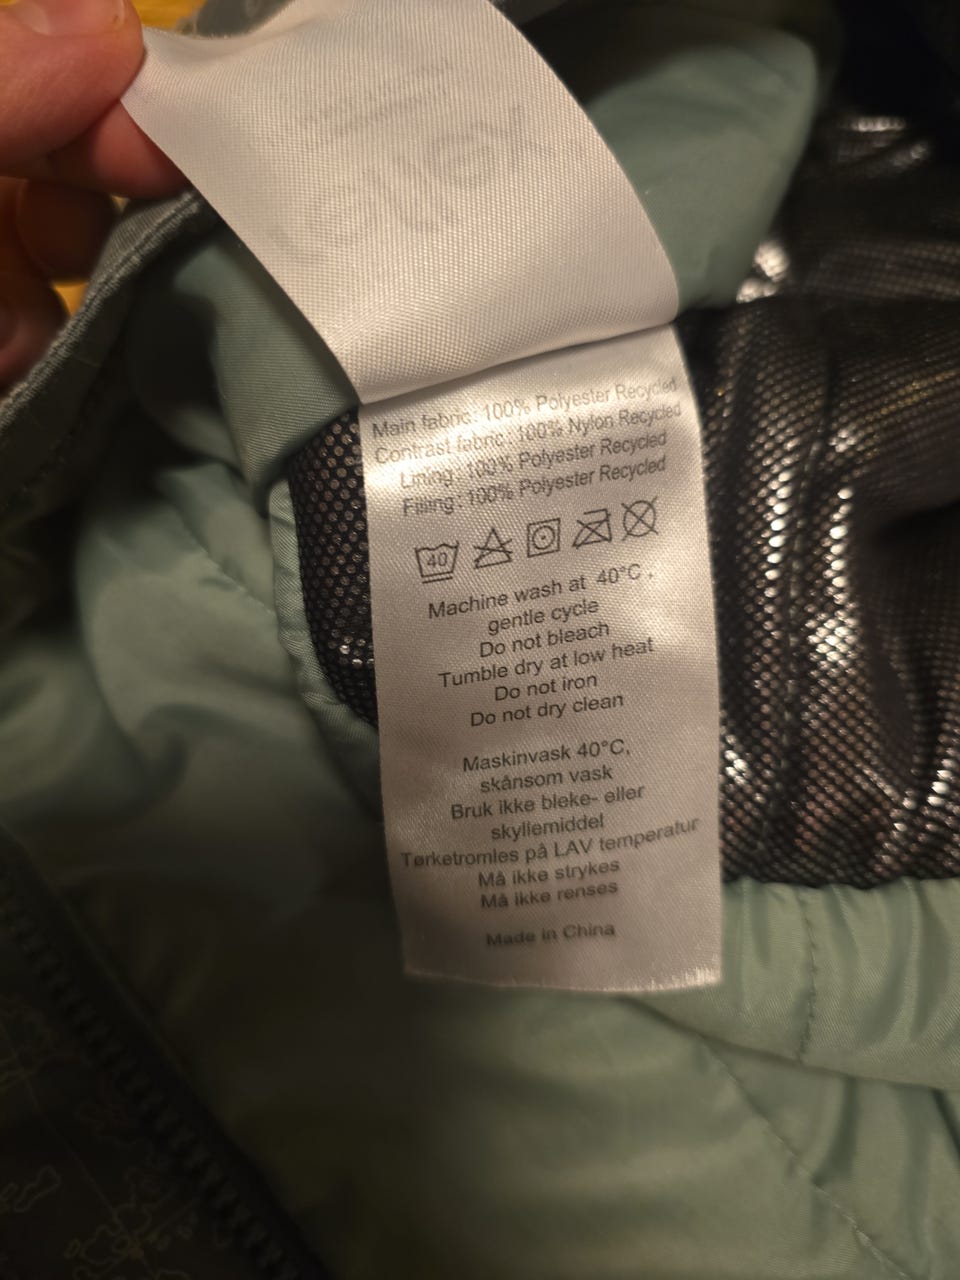 Main fabric: 100% Polyester Recycled
Contrast fabric: 100% Nylon Recycled
Lining: 100% Polyester Recycled
Filling: 100% Polyester Recycled
40
Machine wash at 40°C,
gentle cycle
Do not bleach
Tumble dry at low heat
Do not iron
Do not dry clean
Maskinvask 40°C,
skånsom vask
Bruk ikke bleke- eller
skyllemiddel
Tørketromles på LAV temperatur
Må ikke strykes
Må ikke renses
Made in China